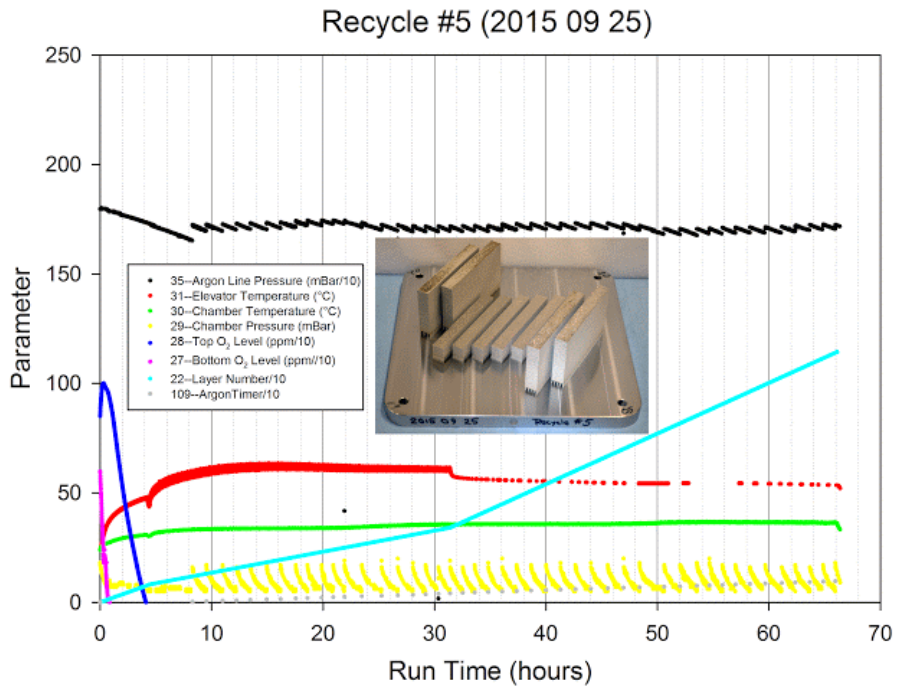 Recycle #5 (2015 09 25)
250
200
150
100
50
0
Parameter
35--Argon Line Pressure (mBar/10)
31--Elevator Temperature (°C)
30--Chamber Temperature (°C)
29--Chamber Pressure (mBar)
28--Top O₂ Level (ppm/10)
27--Bottom O₂ Level (ppm//10)
22--Layer Number/10
109--ArgonTimer/10
2015 09 25 Recycle #5
0 10 20 30 40 50 60 70
Run Time (hours)